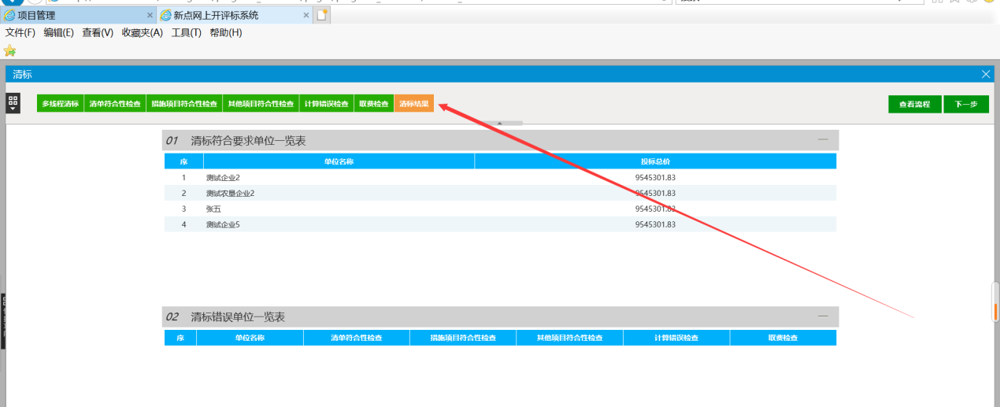 项目管理 新点网上开评标系统
文件(F) 编辑(E) 查看(V) 收藏夹(A) 工具(T) 帮助(H)
清标
多线程清标 清单符合性检查 措施项目符合性检查 其他项目符合性检查 计算错误检查 取费检查 清标结果 查看流程 下一步
01 清标符合要求单位一览表
序 单位名称 投标总价
1 测试企业2 9545301.83
2 测试农垦企业2 9545301.83
3 张五 9545301.83
4 测试企业5 9545301.83
02 清标错误单位一览表
序 单位名称 清单符合性检查 措施项目符合性检查 其他项目符合性检查 计算错误检查 取费检查